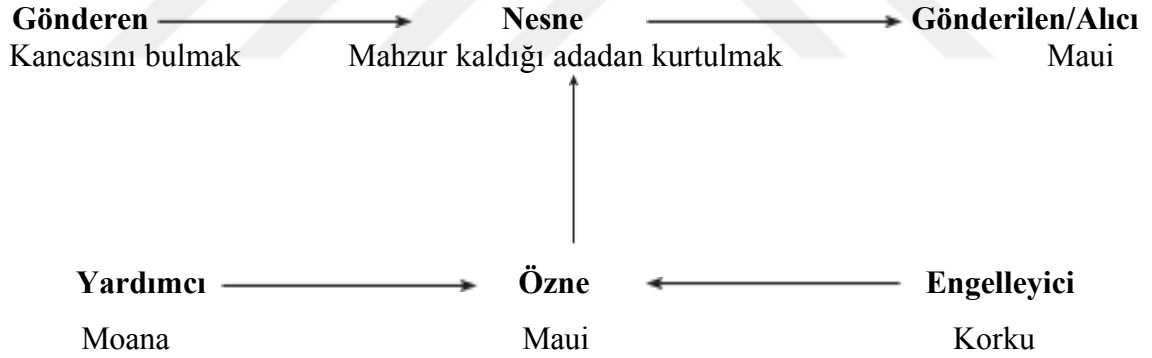 Gönderen Nesne Gönderilen/Alıcı
Kancasını bulmak Mahzur kaldığı adadan kurtulmak Maui
Yardımcı Özne Engelleyici
Moana Maui Korku